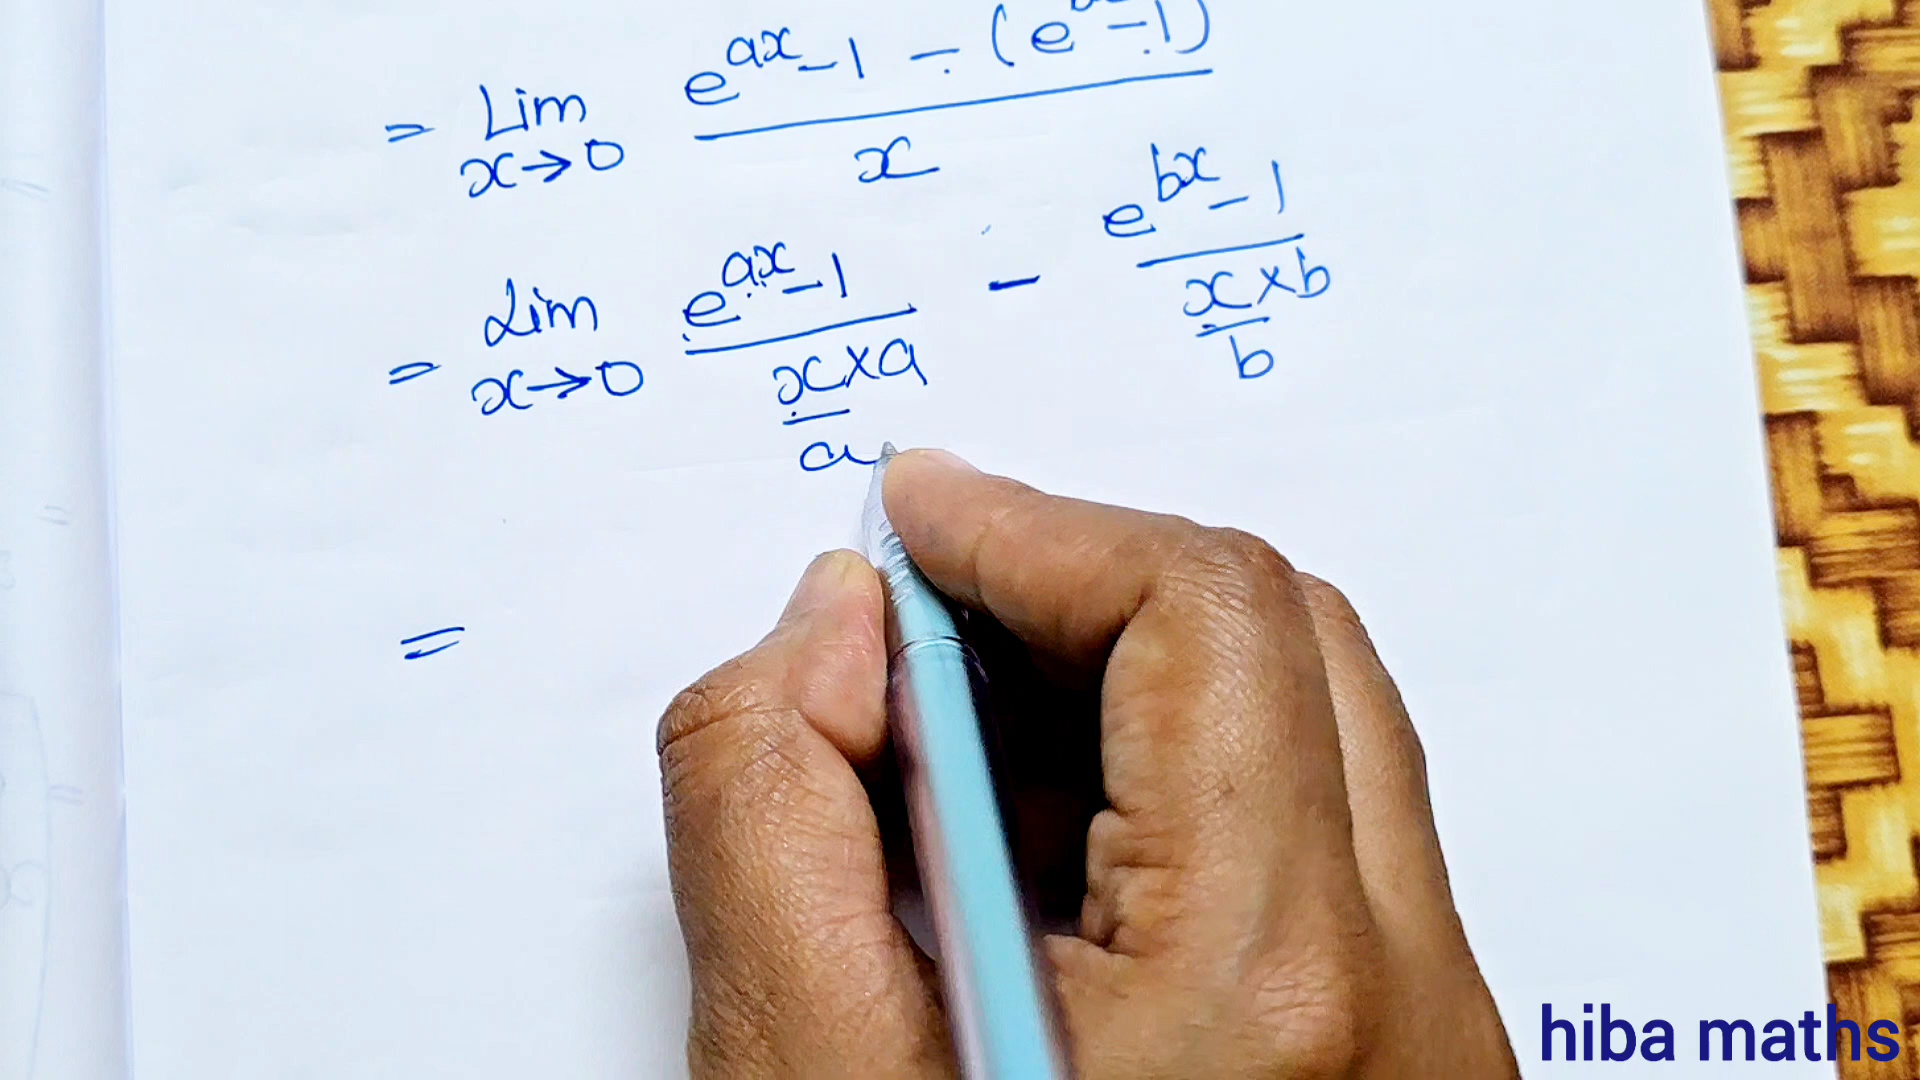 = Lim x→0 e^ax - 1 - (e - 1) / x
= Lim x→0 e^ax - 1 / x×a / a - e^bx - 1 / x×b / b
=
hiba maths